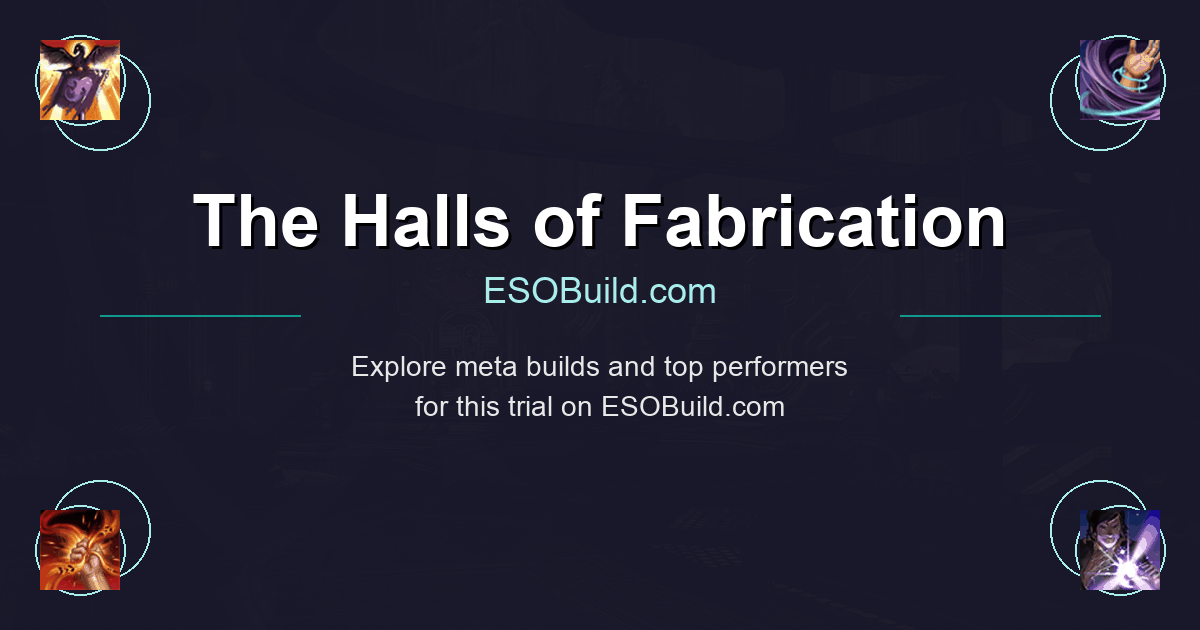 The Halls of Fabrication
ESOBuild.com
Explore meta builds and top performers
for this trial on ESOBuild.com